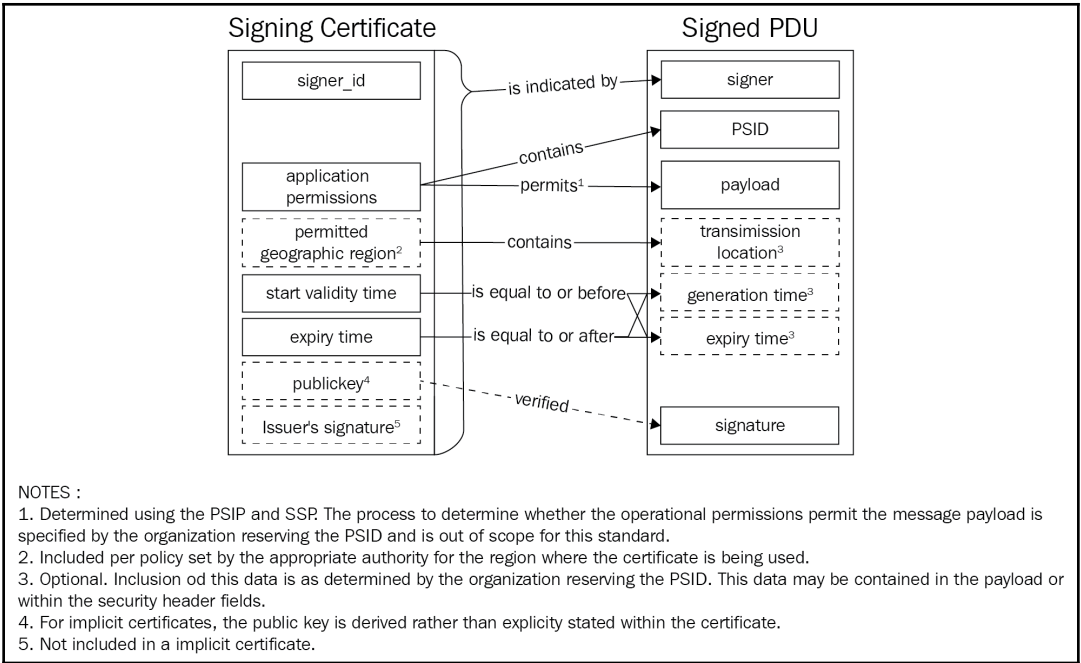 Signing Certificate
Signed PDU
signer_id
is indicated by
signer
PSID
contains
application
permissions
permits¹
payload
permitted
geographic region²
contains
transimission
location³
start validity time
is equal to or before
generation time³
expiry time
is equal to or after
expiry time³
publickey⁴
verified
Issuer's signature⁵
signature
NOTES :
1. Determined using the PSIP and SSP. The process to determine whether the operational permissions permit the message payload is
specified by the organization reserving the PSID and is out of scope for this standard.
2. Included per policy set by the appropriate authority for the region where the certificate is being used.
3. Optional. Inclusion od this data is as determined by the organization reserving the PSID. This data may be contained in the payload or
within the security header fields.
4. For implicit certificates, the public key is derived rather than explicity stated within the certificate.
5. Not included in a implicit certificate.